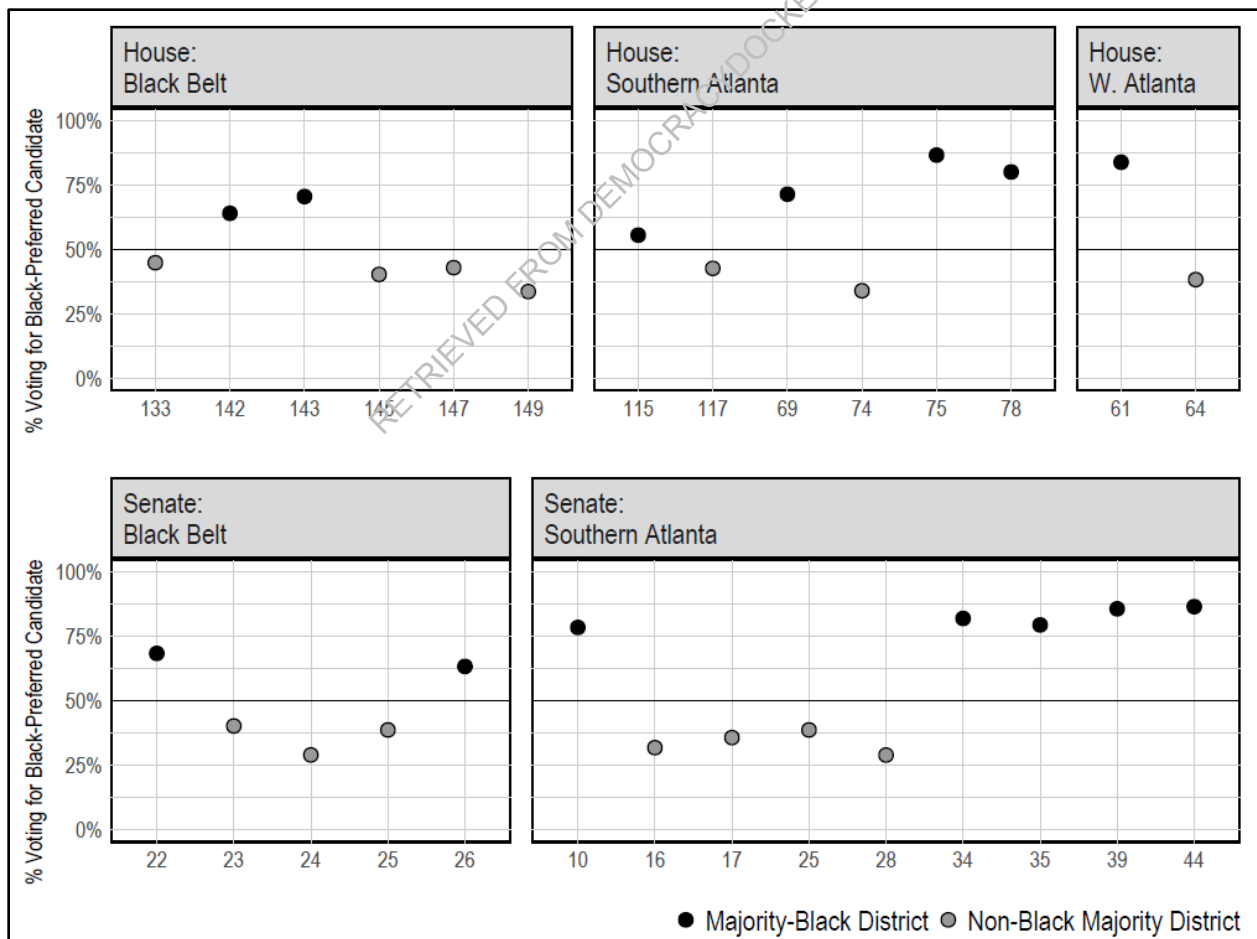 House:
Black Belt
House:
Southern Atlanta
House:
W. Atlanta
% Voting for Black-Preferred Candidate
100%
75%
50%
25%
0%
133 142 143 145 147 149
115 117 69 74 75 78
61 64
RETRIEVED FROM DEMOCRACYDOCKE
Senate:
Black Belt
Senate:
Southern Atlanta
% Voting for Black-Preferred Candidate
100%
75%
50%
25%
0%
22 23 24 25 26
10 16 17 25 28 34 35 39 44
Majority-Black District Non-Black Majority District